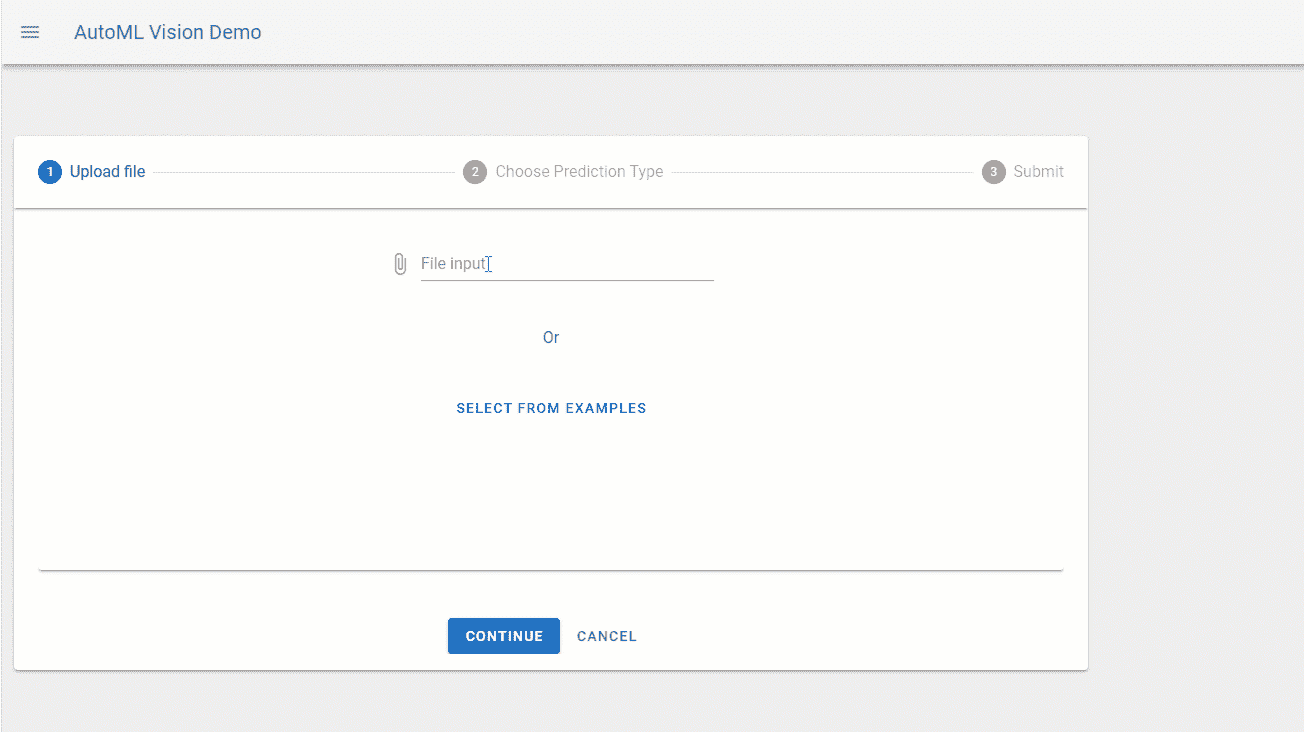 AutoML Vision Demo
1 Upload file 2 Choose Prediction Type 3 Submit
File input
Or
SELECT FROM EXAMPLES
CONTINUE CANCEL